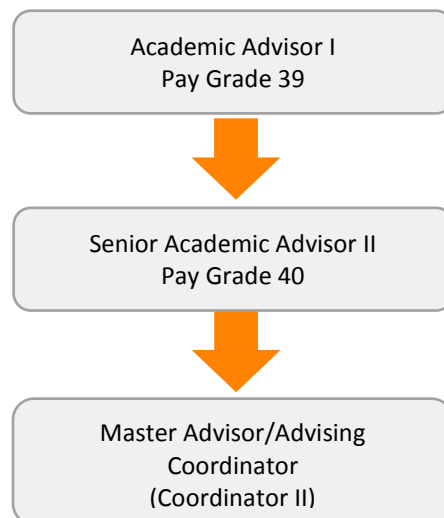 Academic Advisor I
Pay Grade 39
Senior Academic Advisor II
Pay Grade 40
Master Advisor/Advising
Coordinator
(Coordinator II)